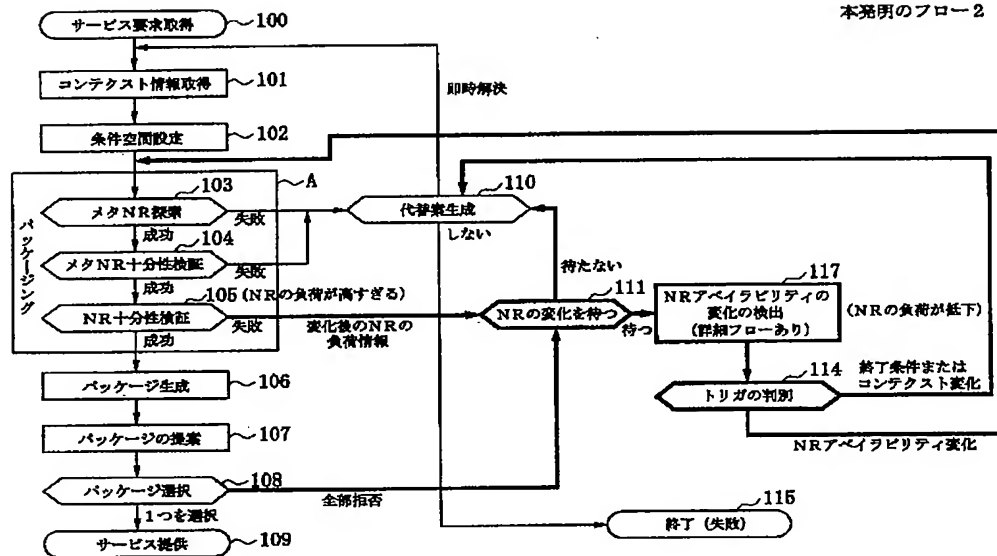 本発明のフロー2
サービス要求取得 100
コンテクスト情報取得 101
即時解決
条件空間設定 102
A
パッケージング
メタNR探索 103
失敗
成功
代替案生成 110
しない
メタNR十分性検証 104
失敗
成功
待たない
NR十分性検証 105 (NRの負荷が高すぎる)
失敗
成功
変化後のNRの
負荷情報
NRの変化を待つ 111
待つ
NRアベイラビリティの
変化の検出
(詳細フローあり)
117
(NRの負荷が低下)
トリガの判別 114
終了条件または
コンテクスト変化
NRアベイラビリティ変化
パッケージ生成 106
パッケージの提案 107
パッケージ選択 108
全部拒否
1つを選択
サービス提供 109
終了(失敗) 115